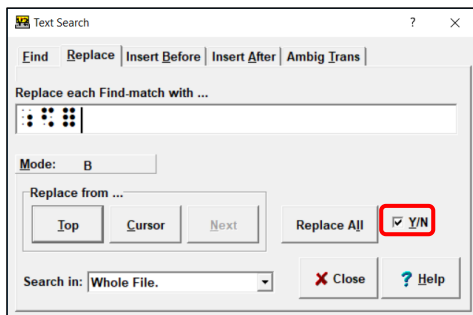 Text Search ? ×
Find Replace Insert Before Insert After Ambig Trans
Replace each Find-match with ...
Mode: B
Replace from ...
Top Cursor Next Replace All Y/N
Search in: Whole File. Close ? Help